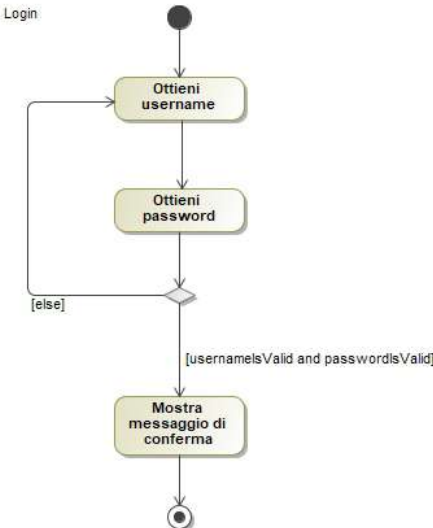 Login
Ottieni
username
Ottieni
password
[else]
[usernameIsValid and passwordIsValid]
Mostra
messaggio di
conferma